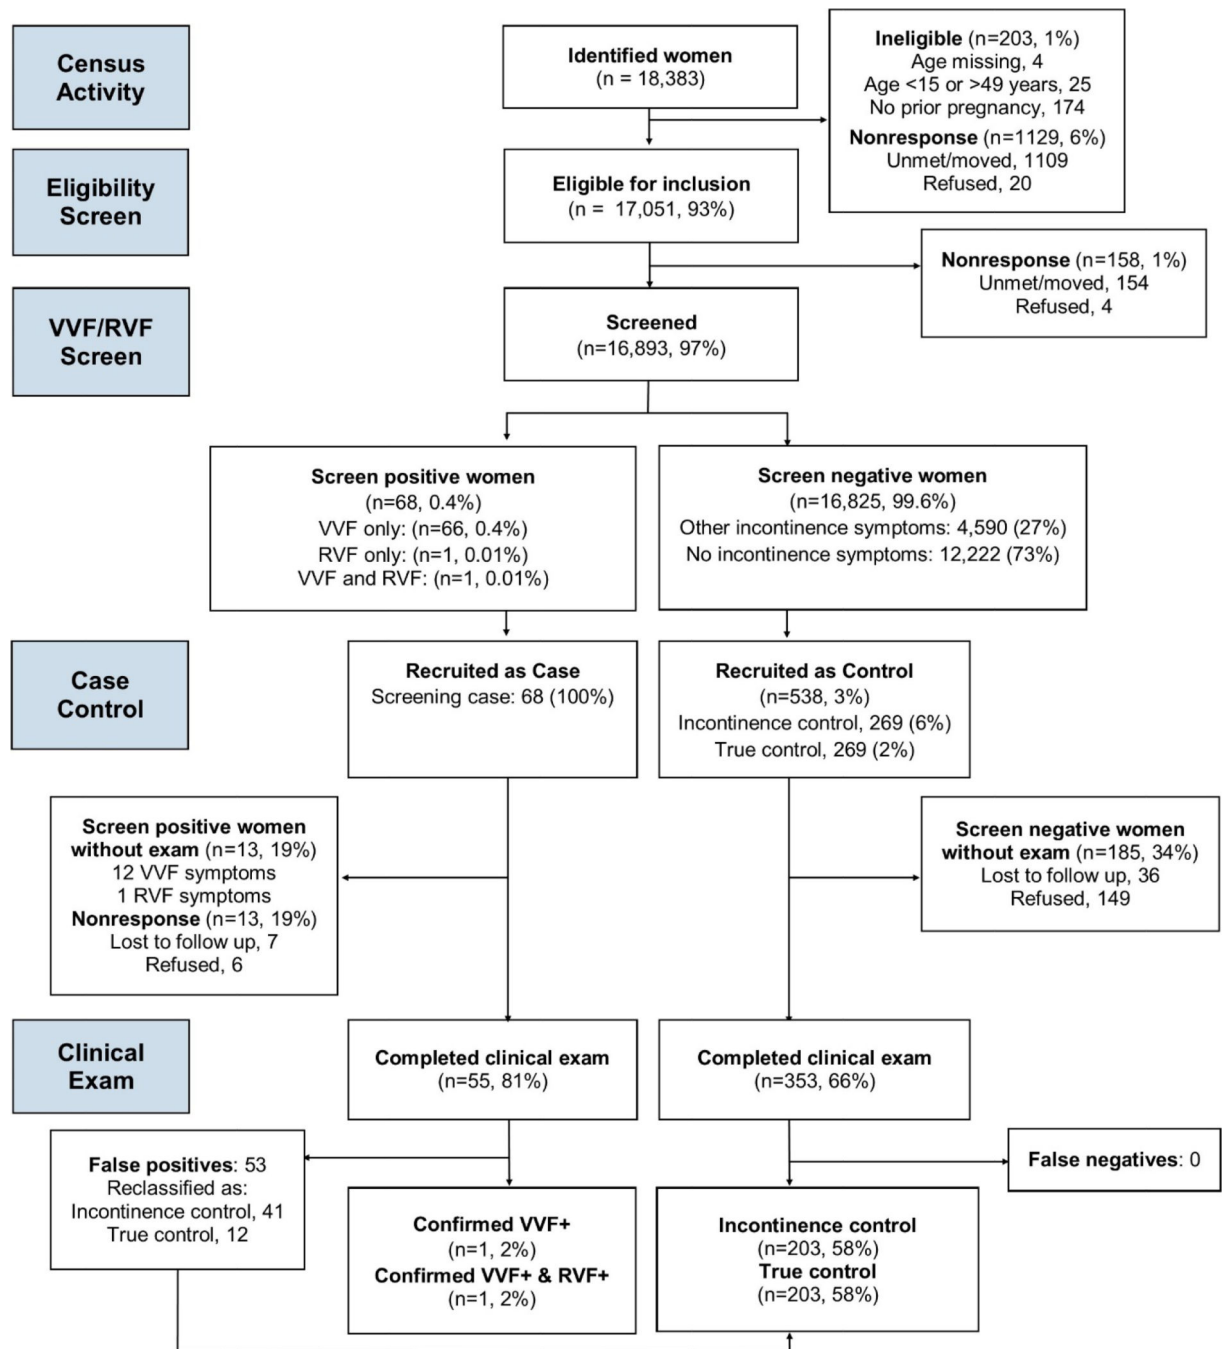 Census
Activity
Identified women
(n = 18,383)
Ineligible (n=203, 1%)
Age missing, 4
Age <15 or >49 years, 25
No prior pregnancy, 174
Nonresponse (n=1129, 6%)
Unmet/moved, 1109
Refused, 20
Eligibility
Screen
Eligible for inclusion
(n = 17,051, 93%)
Nonresponse (n=158, 1%)
Unmet/moved, 154
Refused, 4
VVF/RVF
Screen
Screened
(n=16,893, 97%)
Screen positive women
(n=68, 0.4%)
VVF only: (n=66, 0.4%)
RVF only: (n=1, 0.01%)
VVF and RVF: (n=1, 0.01%)
Screen negative women
(n=16,825, 99.6%)
Other incontinence symptoms: 4,590 (27%)
No incontinence symptoms: 12,222 (73%)
Case
Control
Recruited as Case
Screening case: 68 (100%)
Recruited as Control
(n=538, 3%)
Incontinence control, 269 (6%)
True control, 269 (2%)
Screen positive women
without exam (n=13, 19%)
12 VVF symptoms
1 RVF symptoms
Nonresponse (n=13, 19%)
Lost to follow up, 7
Refused, 6
Screen negative women
without exam (n=185, 34%)
Lost to follow up, 36
Refused, 149
Clinical
Exam
Completed clinical exam
(n=55, 81%)
Completed clinical exam
(n=353, 66%)
False positives: 53
Reclassified as:
Incontinence control, 41
True control, 12
Confirmed VVF+
(n=1, 2%)
Confirmed VVF+ & RVF+
(n=1, 2%)
Incontinence control
(n=203, 58%)
True control
(n=203, 58%)
False negatives: 0